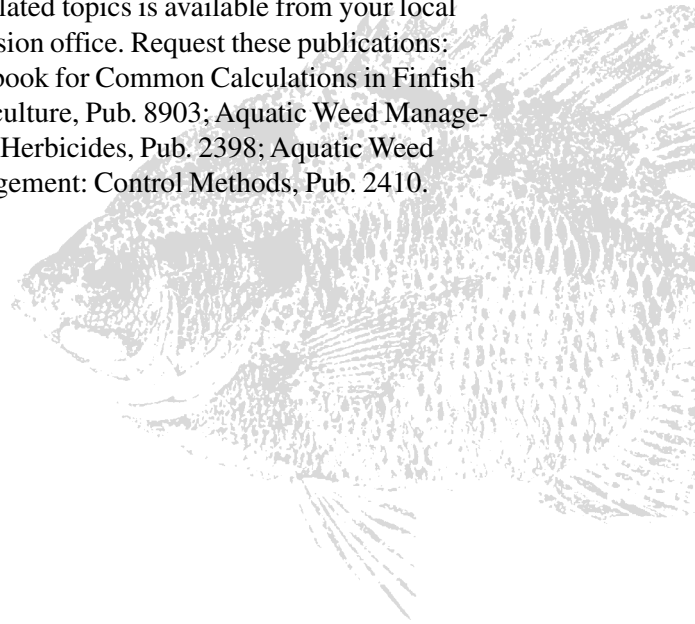 lated topics is available from your local
sion office. Request these publications:
book for Common Calculations in Finfish
culture, Pub. 8903; Aquatic Weed Manage-
Herbicides, Pub. 2398; Aquatic Weed
gement: Control Methods, Pub. 2410.